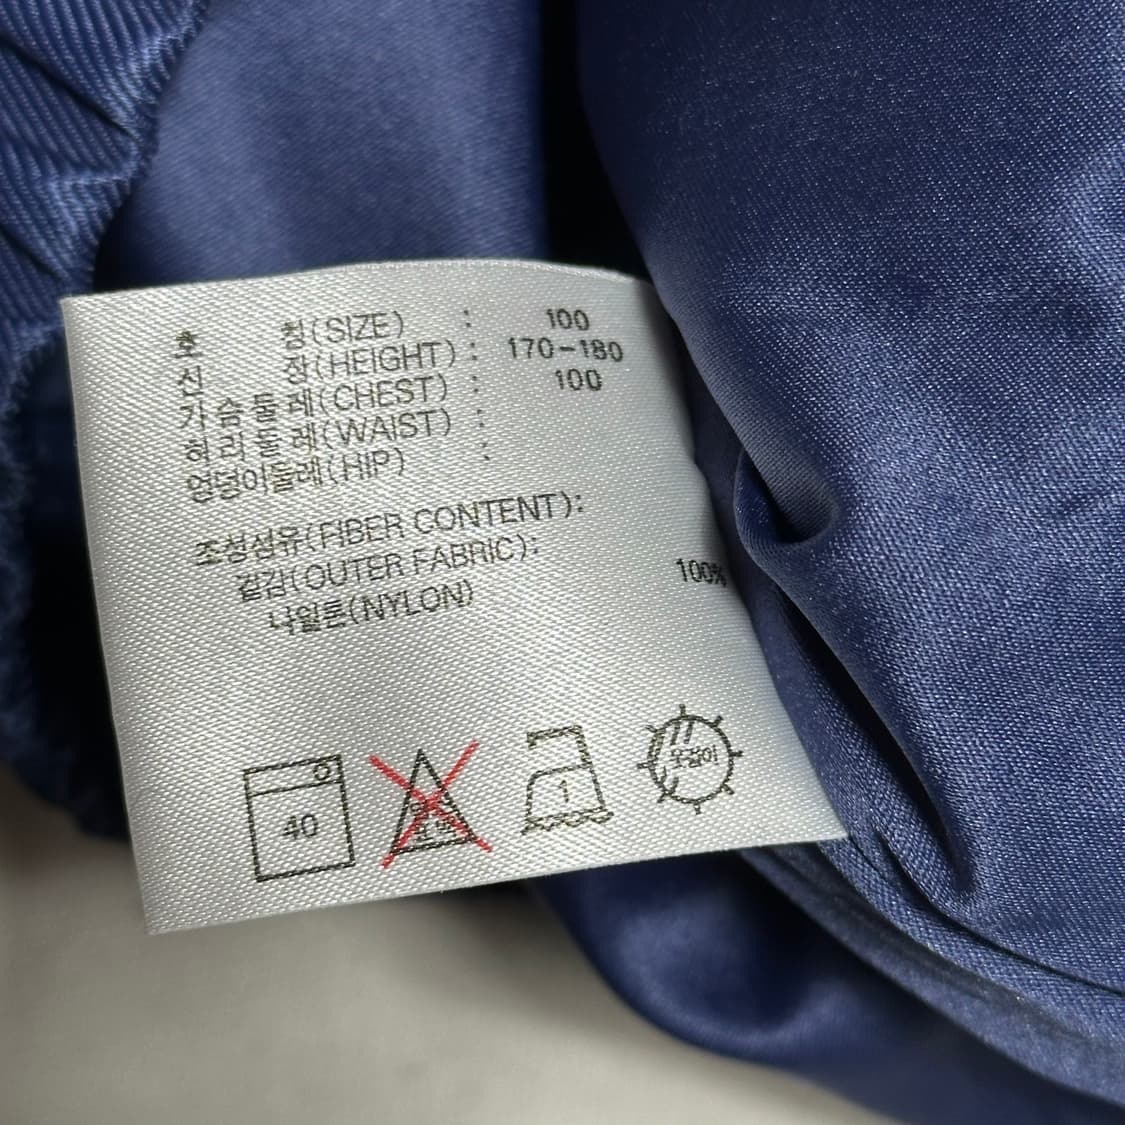 호 칭(SIZE) : 100
신 장(HEIGHT) : 170-180
가슴둘레(CHEST) : 100
허리둘레(WAIST) :
엉덩이둘레(HIP) :
조성섬유(FIBER CONTENT):
겉감(OUTER FABRIC):
나일론(NYLON) 100%
40 1